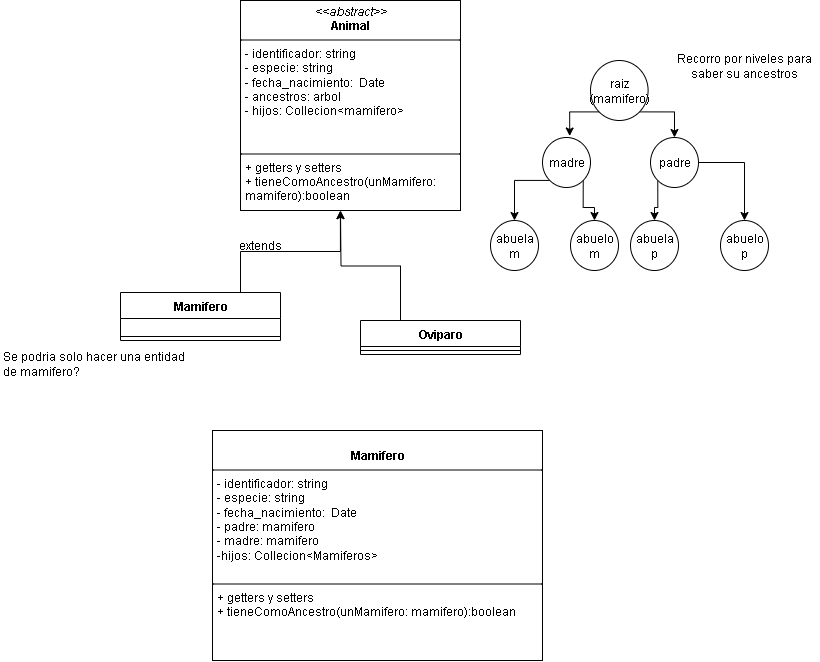 <<abstract>>
Animal
- identificador: string
- especie: string
- fecha_nacimiento:  Date
- ancestros: arbol
- hijos: Collecion<mamifero>
+ getters y setters
+ tieneComoAncestro(unMamifero:
mamifero):boolean
extends
Mamifero
Oviparo
Se podria solo hacer una entidad
de mamifero?
Recorro por niveles para
saber su ancestros
raiz
(mamifero)
madre
padre
abuela
m
abuelo
m
abuela
p
abuelo
p
Mamifero
- identificador: string
- especie: string
- fecha_nacimiento:  Date
- padre: mamifero
- madre: mamifero
-hijos: Collecion<Mamiferos>
+ getters y setters
+ tieneComoAncestro(unMamifero: mamifero):boolean